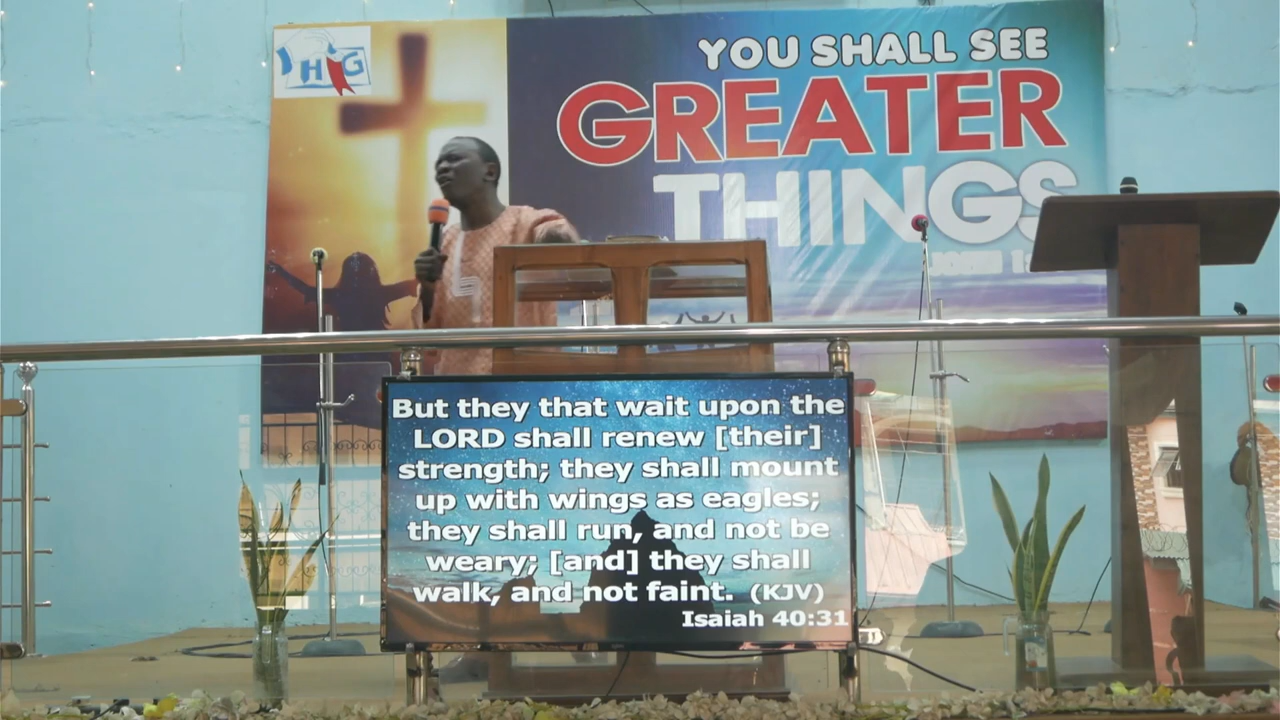 HG
YOU SHALL SEE
GREATER
THINGS
But they that wait upon the
LORD shall renew [their]
strength; they shall mount
up with wings as eagles;
they shall run, and not be
weary; [and] they shall
walk, and not faint. (KJV)
Isaiah 40:31